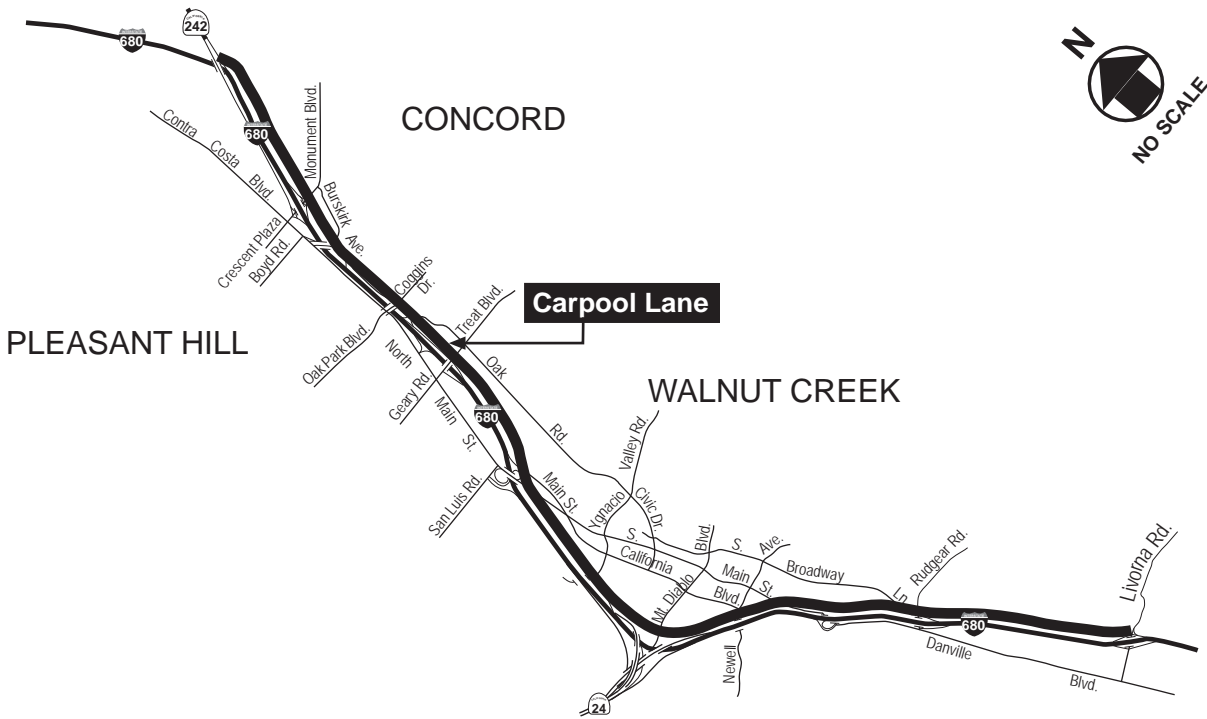 242
680
N
NO SCALE
CONCORD
Contra
Costa
Blvd.
680
Monument Blvd.
Burskirk
Ave.
Crescent Plaza
Boyd Rd.
Coggins
Dr.
Treat Blvd.
Carpool Lane
PLEASANT HILL
Oak Park Blvd.
North
Main
St.
Geary Rd.
Oak
Rd.
WALNUT CREEK
680
Valley Rd.
Ygnacio
Civic Dr.
San Luis Rd.
Main St.
S.
California
Blvd.
Mt. Diablo
Blvd.
S.
Broadway
Main
St.
Ave.
Newell
Ln
Rudgear Rd.
Livorna Rd.
680
Danville
Blvd.
24